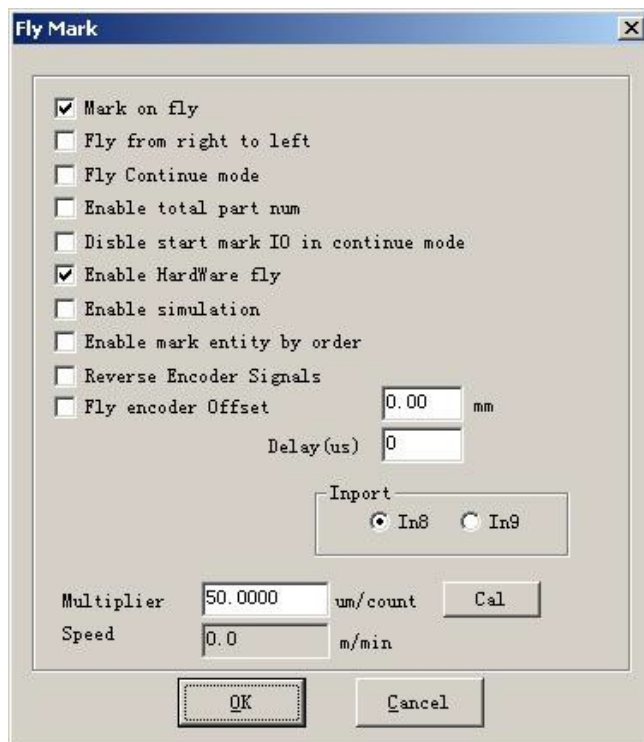 Fly Mark
Mark on fly
Fly from right to left
Fly Continue mode
Enable total part num
Disble start mark IO in continue mode
Enable HardWare fly
Enable simulation
Enable mark entity by order
Reverse Encoder Signals
Fly encoder Offset 0.00 mm
Delay(us) 0
Inport
In8 In9
Multiplier 50.0000 um/count Cal
Speed 0.0 m/min
OK Cancel